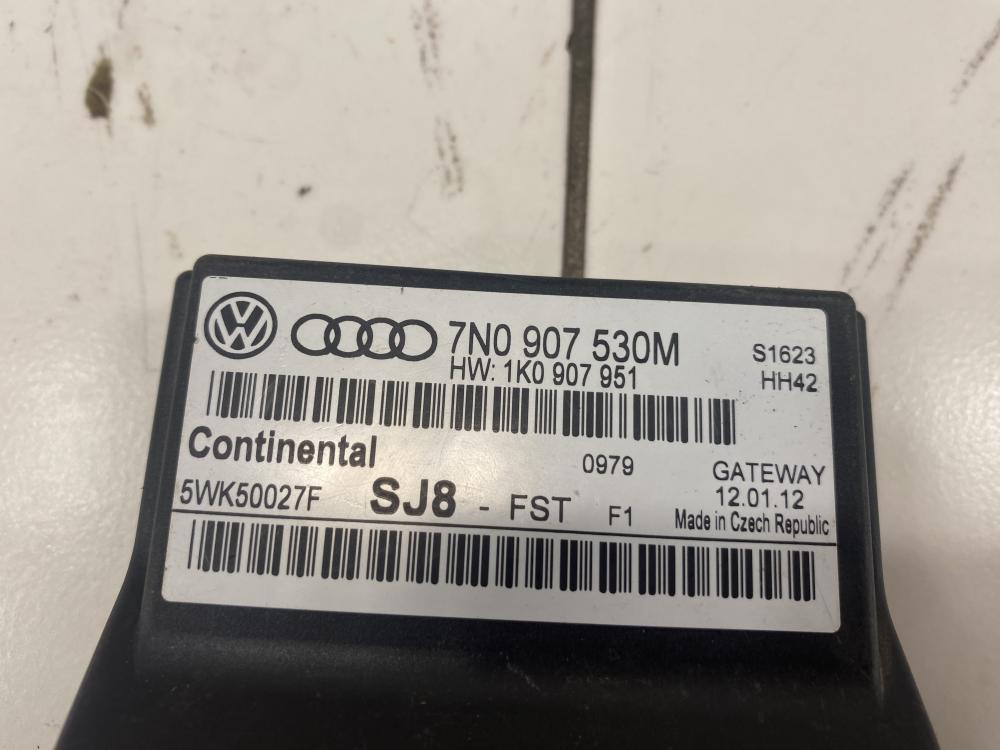 7N0 907 530M
HW: 1K0 907 951
S1623
HH42
Continental
0979
GATEWAY
5WK50027F
SJ8 - FST F1
12.01.12
Made in Czech Republic